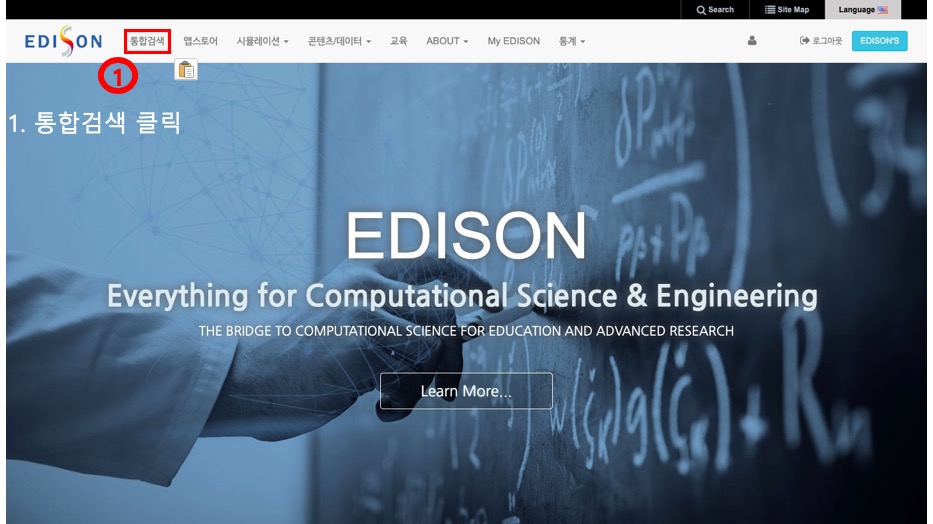 Search Site Map Language
EDISON 통합검색 앱스토어 시뮬레이션 콘텐츠/데이터 교육 ABOUT My EDISON 통계 로그아웃 EDISON'S
1
1. 통합검색 클릭
EDISON
Everything for Computational Science & Engineering
THE BRIDGE TO COMPUTATIONAL SCIENCE FOR EDUCATION AND ADVANCED RESEARCH
Learn More...